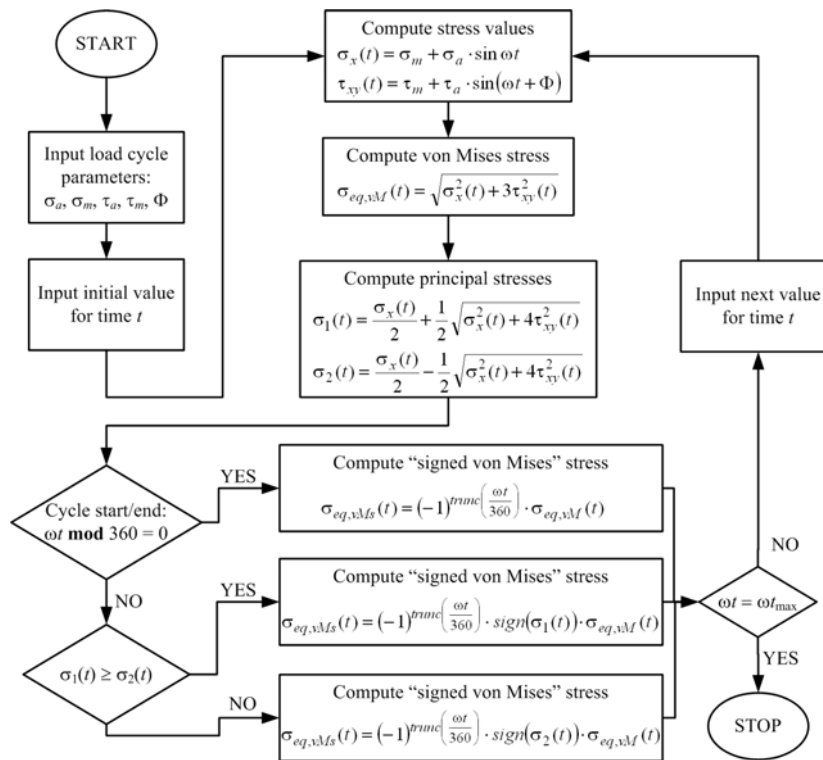 START
Input load cycle
parameters:
σa, σm, τa, τm, Φ
Input initial value
for time t
Compute stress values
σx(t) = σm + σa · sin ωt
τxy(t) = τm + τa · sin(ωt + Φ)
Compute von Mises stress
σeq,vM(t) = √(σx²(t) + 3τxy²(t))
Compute principal stresses
σ1(t) = σx(t)/2 + 1/2 √(σx²(t) + 4τxy²(t))
σ2(t) = σx(t)/2 − 1/2 √(σx²(t) + 4τxy²(t))
Cycle start/end:
ωt mod 360 = 0
YES
Compute “signed von Mises” stress
σeq,vMs(t) = (−1)^trunc(ωt/360) · σeq,vM(t)
NO
σ1(t) ≥ σ2(t)
YES
Compute “signed von Mises” stress
σeq,vMs(t) = (−1)^trunc(ωt/360) · sign(σ1(t)) · σeq,vM(t)
NO
Compute “signed von Mises” stress
σeq,vMs(t) = (−1)^trunc(ωt/360) · sign(σ2(t)) · σeq,vM(t)
ωt = ωtmax
NO
Input next value
for time t
YES
STOP